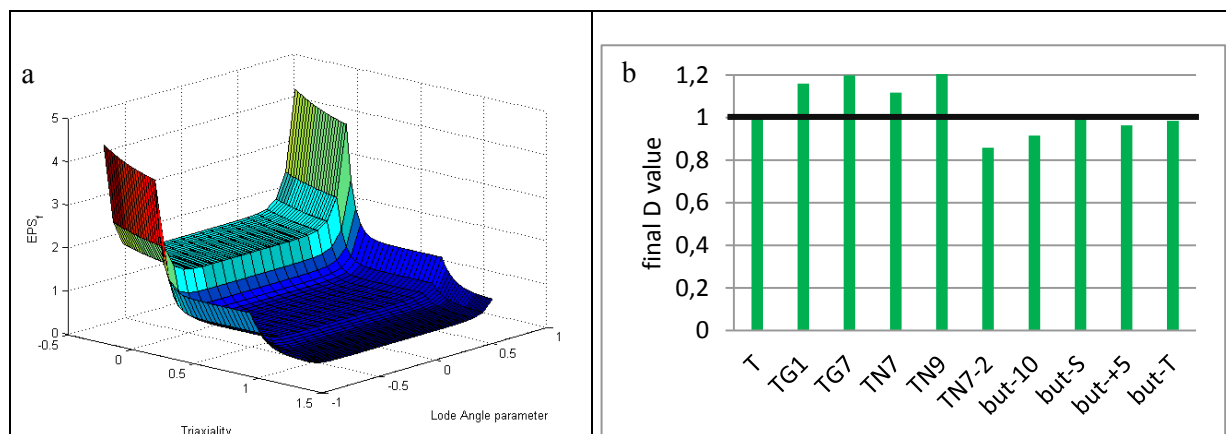 a
5
4
3
2
1
0
EPSf
-0.5
0
0.5
1
1.5
Triaxiality
-1
-0.5
0
0.5
1
Lode Angle parameter
b
1,2
1
0,8
0,6
0,4
0,2
0
final D value
T
TG1
TG7
TN7
TN9
TN7-2
but-10
but-S
but-+5
but-T